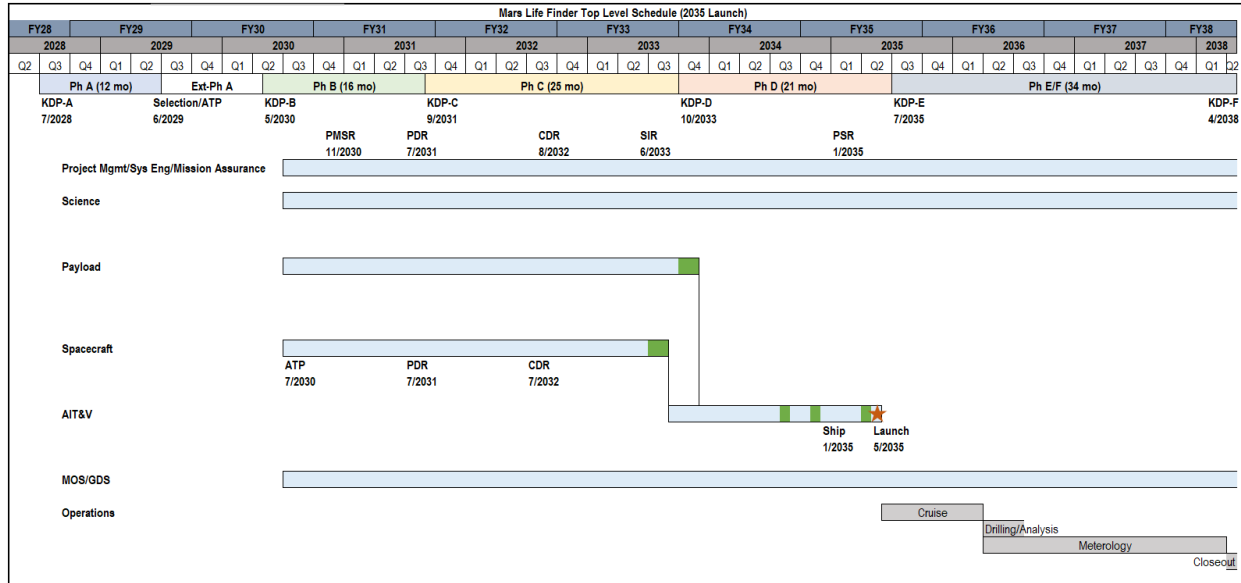 Mars Life Finder Top Level Schedule (2035 Launch)
FY28 FY29 FY30 FY31 FY32 FY33 FY34 FY35 FY36 FY37 FY38
2028 2029 2030 2031 2032 2033 2034 2035 2036 2037 2038
Q2 Q3 Q4 Q1 Q2 Q3 Q4 Q1 Q2 Q3 Q4 Q1 Q2 Q3 Q4 Q1 Q2 Q3 Q4 Q1 Q2 Q3 Q4 Q1 Q2 Q3 Q4 Q1 Q2 Q3 Q4 Q1 Q2 Q3 Q4 Q1 Q2 Q3 Q4 Q1 Q2
Ph A (12 mo) Ext-Ph A Ph B (16 mo) Ph C (25 mo) Ph D (21 mo) Ph E/F (34 mo)
KDP-A Selection/ATP KDP-B KDP-C KDP-D KDP-E KDP-F
7/2028 6/2029 5/2030 9/2031 10/2033 7/2035 4/2038
PMSR PDR CDR SIR PSR
11/2030 7/2031 8/2032 6/2033 1/2035
Project Mgmt/Sys Eng/Mission Assurance
Science
Payload
Spacecraft
ATP PDR CDR
7/2030 7/2031 7/2032
AIT&V
Ship Launch
1/2035 5/2035
MOS/GDS
Operations Cruise
Drilling/Analysis
Meterology
Closeout